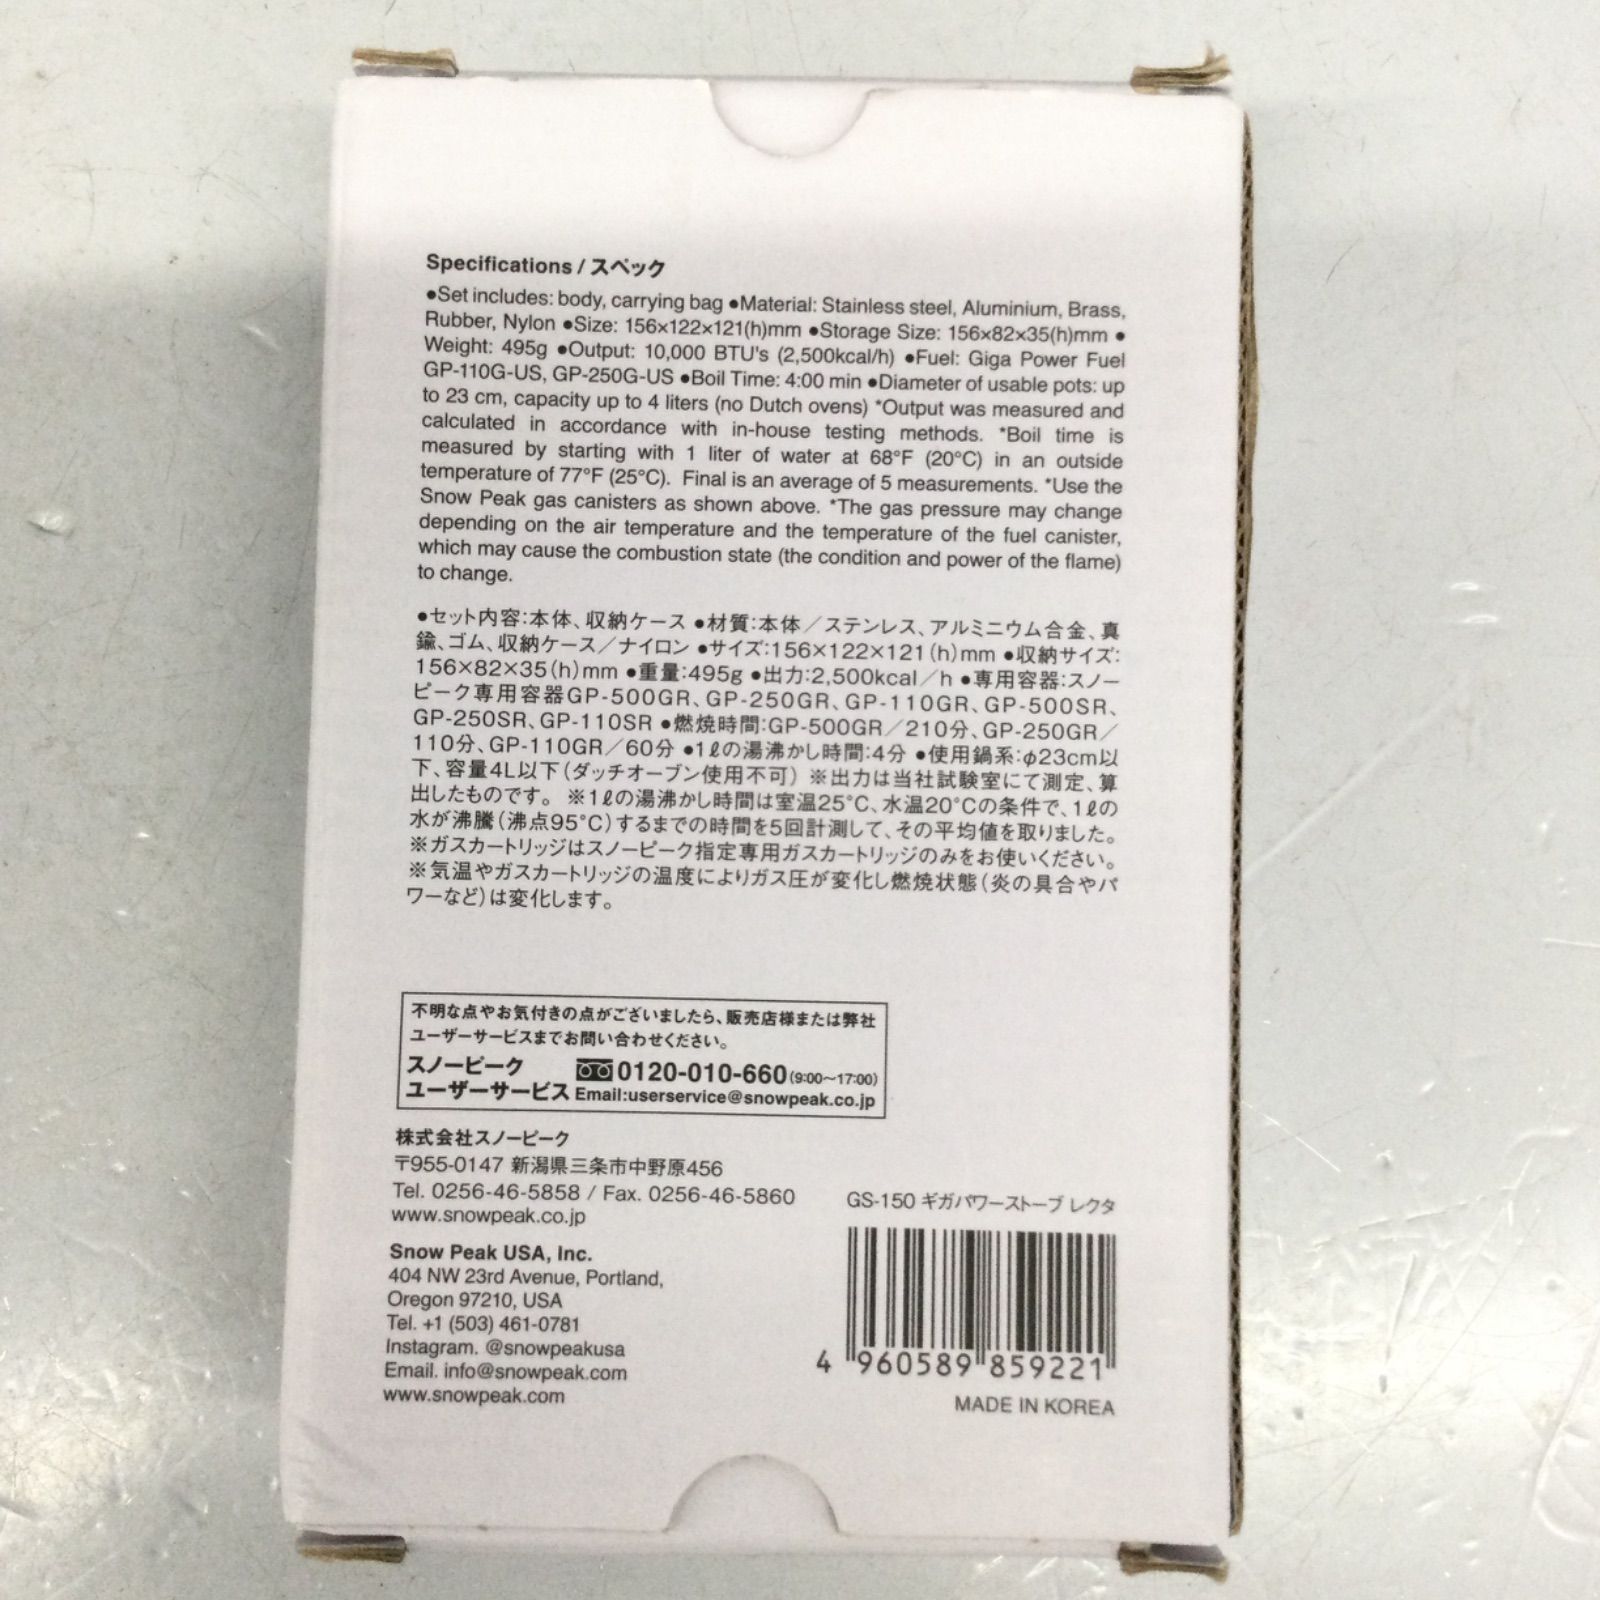 Specifications / スペック
●Set includes: body, carrying bag ●Material: Stainless steel, Aluminium, Brass,
Rubber, Nylon ●Size: 156×122×121(h)mm ●Storage Size: 156×82×35(h)mm ●
Weight: 495g ●Output: 10,000 BTU's (2,500kcal/h) ●Fuel: Giga Power Fuel
GP-110G-US, GP-250G-US ●Boil Time: 4:00 min ●Diameter of usable pots: up
to 23 cm, capacity up to 4 liters (no Dutch ovens) *Output was measured and
calculated in accordance with in-house testing methods. *Boil time is
measured by starting with 1 liter of water at 68°F (20°C) in an outside
temperature of 77°F (25°C). Final is an average of 5 measurements. *Use the
Snow Peak gas canisters as shown above. *The gas pressure may change
depending on the air temperature and the temperature of the fuel canister,
which may cause the combustion state (the condition and power of the flame)
to change.
●セット内容:本体、収納ケース ●材質:本体／ステンレス、アルミニウム合金、真
鍮、ゴム、収納ケース／ナイロン ●サイズ:156×122×121(h)mm ●収納サイズ:
156×82×35(h)mm ●重量:495g ●出力:2,500kcal／h ●専用容器:スノー
ピーク専用容器GP-500GR、GP-250GR、GP-110GR、GP-500SR、
GP-250SR、GP-110SR ●燃焼時間:GP-500GR／210分、GP-250GR／
110分、GP-110GR／60分 ●1ℓの湯沸かし時間:4分 ●使用鍋系:φ23cm以
下、容量4L以下(ダッチオーブン使用不可) ※出力は当社試験室にて測定、算
出したものです。 ※1ℓの湯沸かし時間は室温25°C、水温20°Cの条件で、1ℓの
水が沸騰(沸点95°C)するまでの時間を5回計測して、その平均値を取りました。
※ガスカートリッジはスノーピーク指定専用ガスカートリッジのみをお使いください。
※気温やガスカートリッジの温度によりガス圧が変化し燃焼状態(炎の具合やパ
ワーなど)は変化します。
不明な点やお気付きの点がございましたら、販売店様または弊社
ユーザーサービスまでお問い合わせください。
スノーピーク 0120-010-660(9:00～17:00)
ユーザーサービス Email:userservice@snowpeak.co.jp
株式会社スノーピーク
〒955-0147 新潟県三条市中野原456
Tel. 0256-46-5858 / Fax. 0256-46-5860
www.snowpeak.co.jp
Snow Peak USA, Inc.
404 NW 23rd Avenue, Portland,
Oregon 97210, USA
Tel. +1 (503) 461-0781
Instagram. @snowpeakusa
Email. info@snowpeak.com
www.snowpeak.com
GS-150 ギガパワーストーブ レクタ
4 960589 859221
MADE IN KOREA